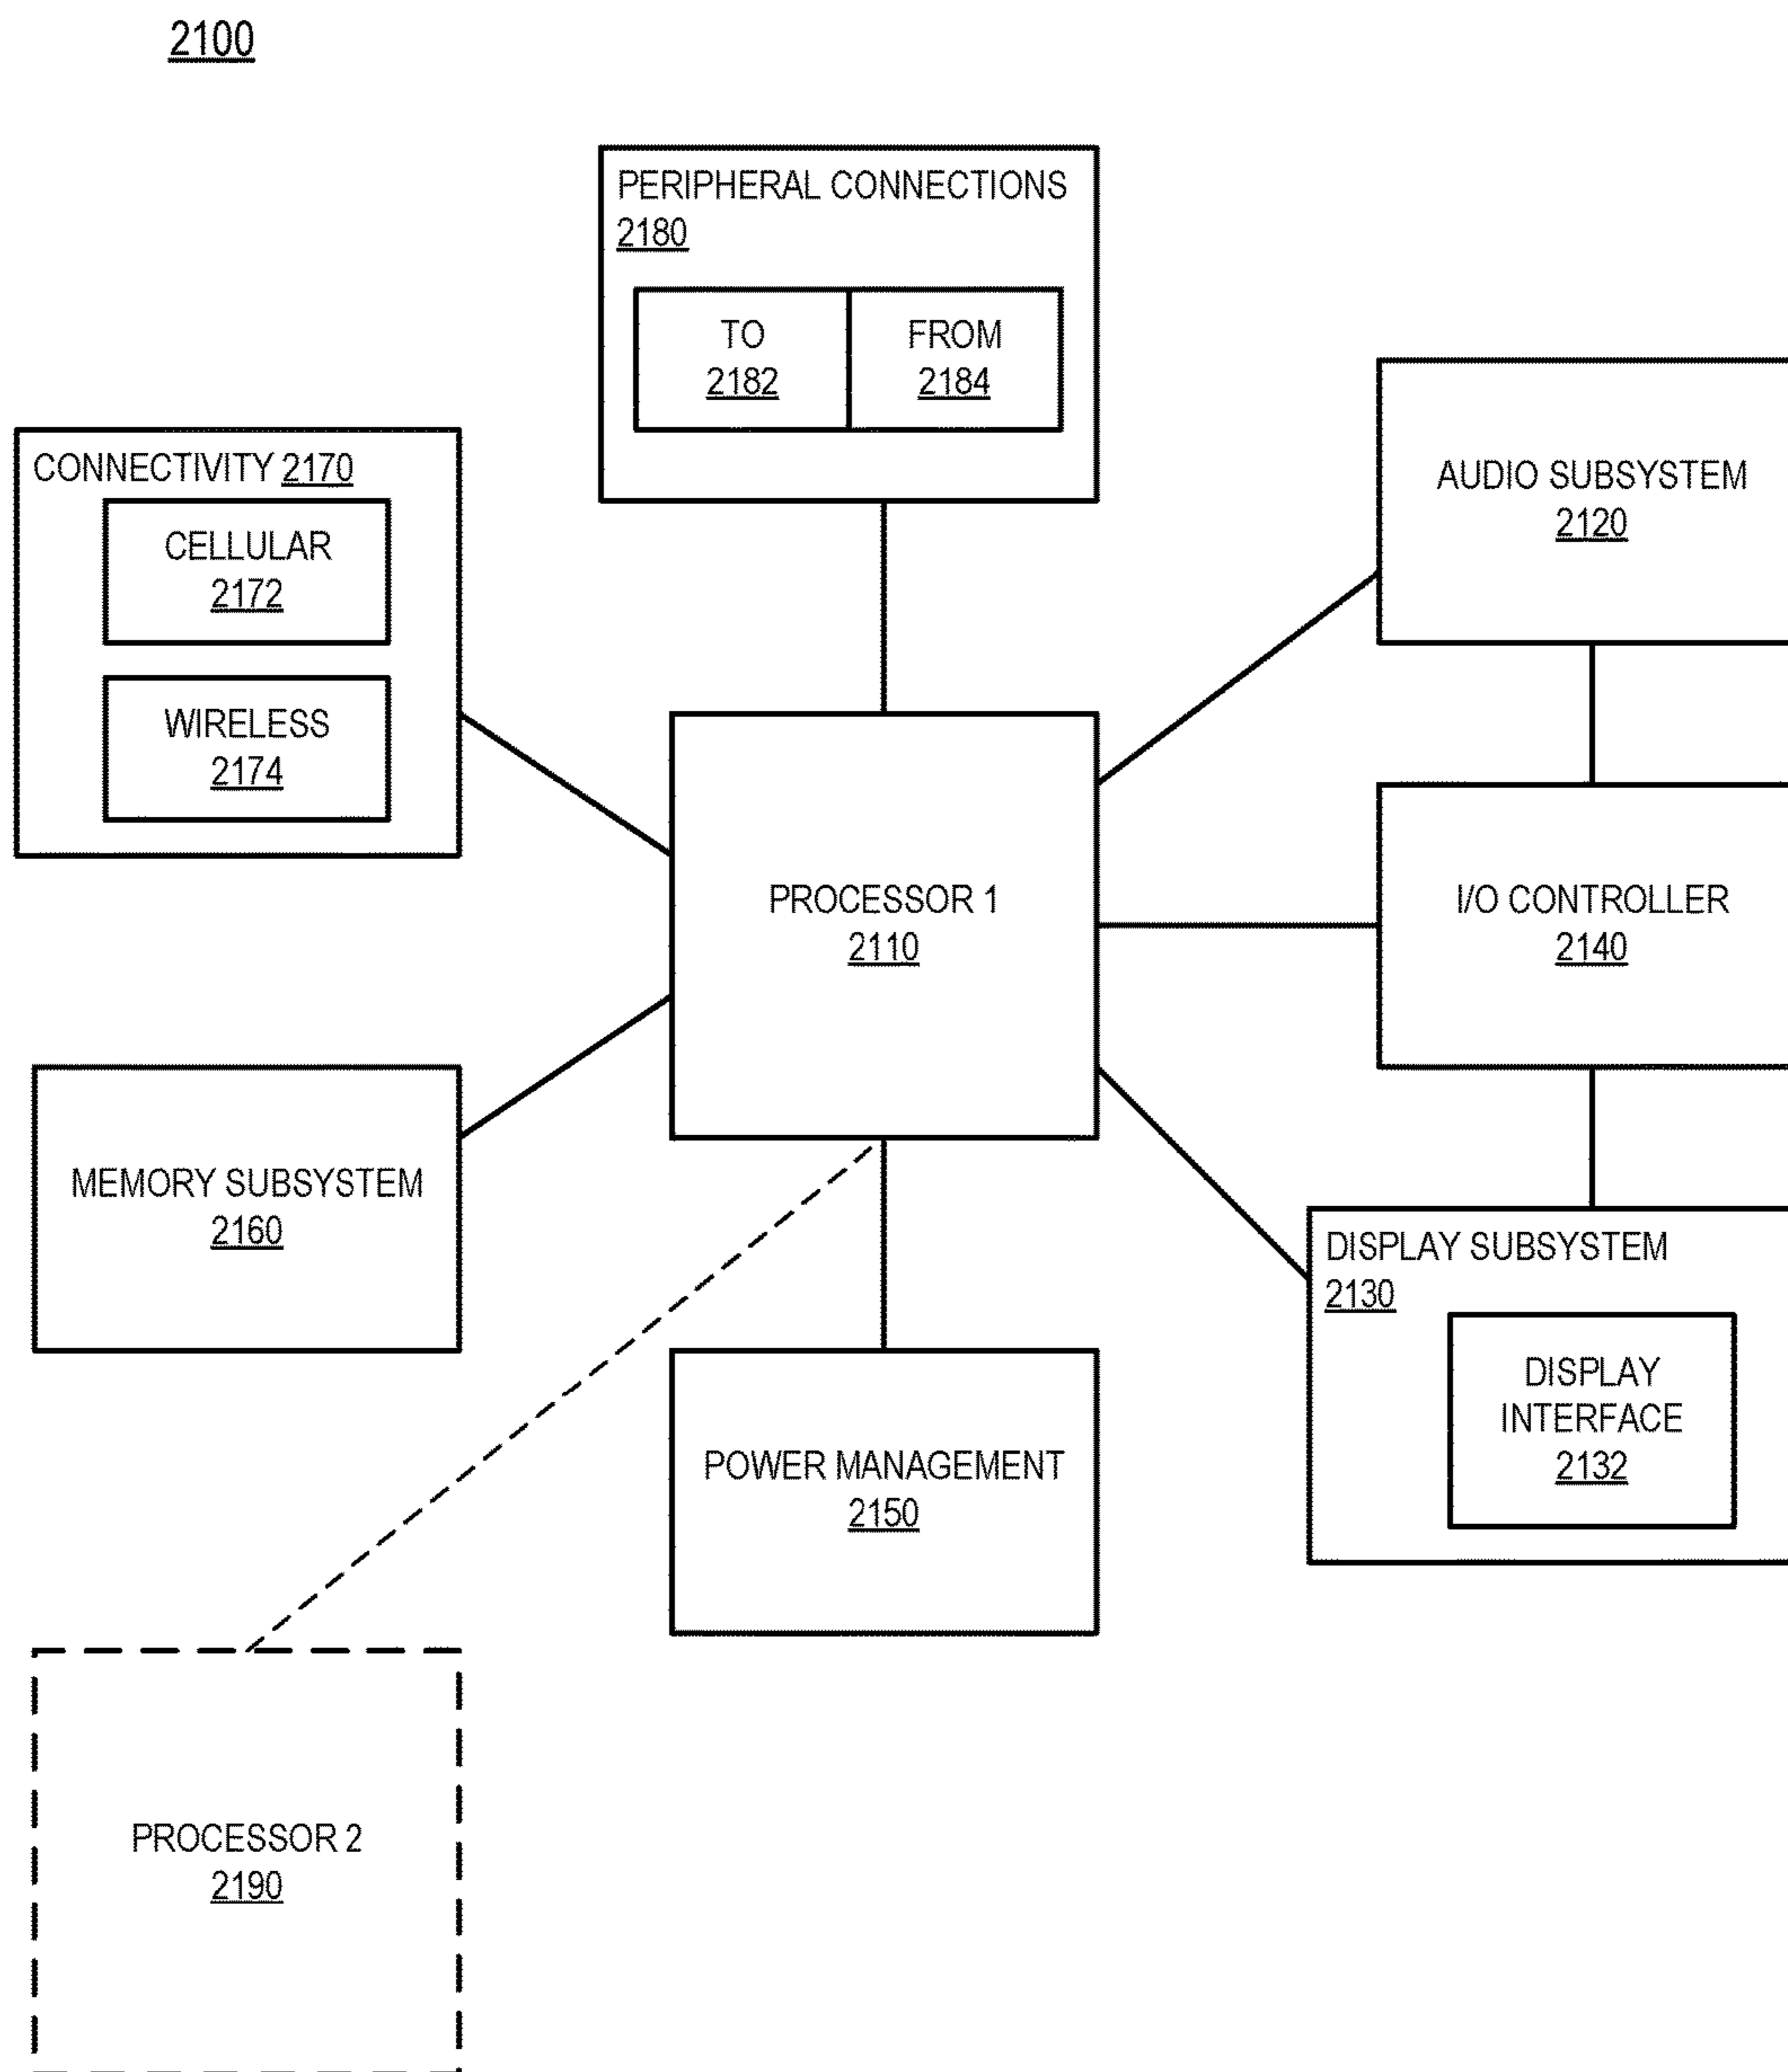 2100
PERIPHERAL CONNECTIONS
2180
TO
2182
FROM
2184
CONNECTIVITY 2170
CELLULAR
2172
WIRELESS
2174
AUDIO SUBSYSTEM
2120
PROCESSOR 1
2110
I/O CONTROLLER
2140
MEMORY SUBSYSTEM
2160
DISPLAY SUBSYSTEM
2130
DISPLAY
INTERFACE
2132
POWER MANAGEMENT
2150
PROCESSOR 2
2190